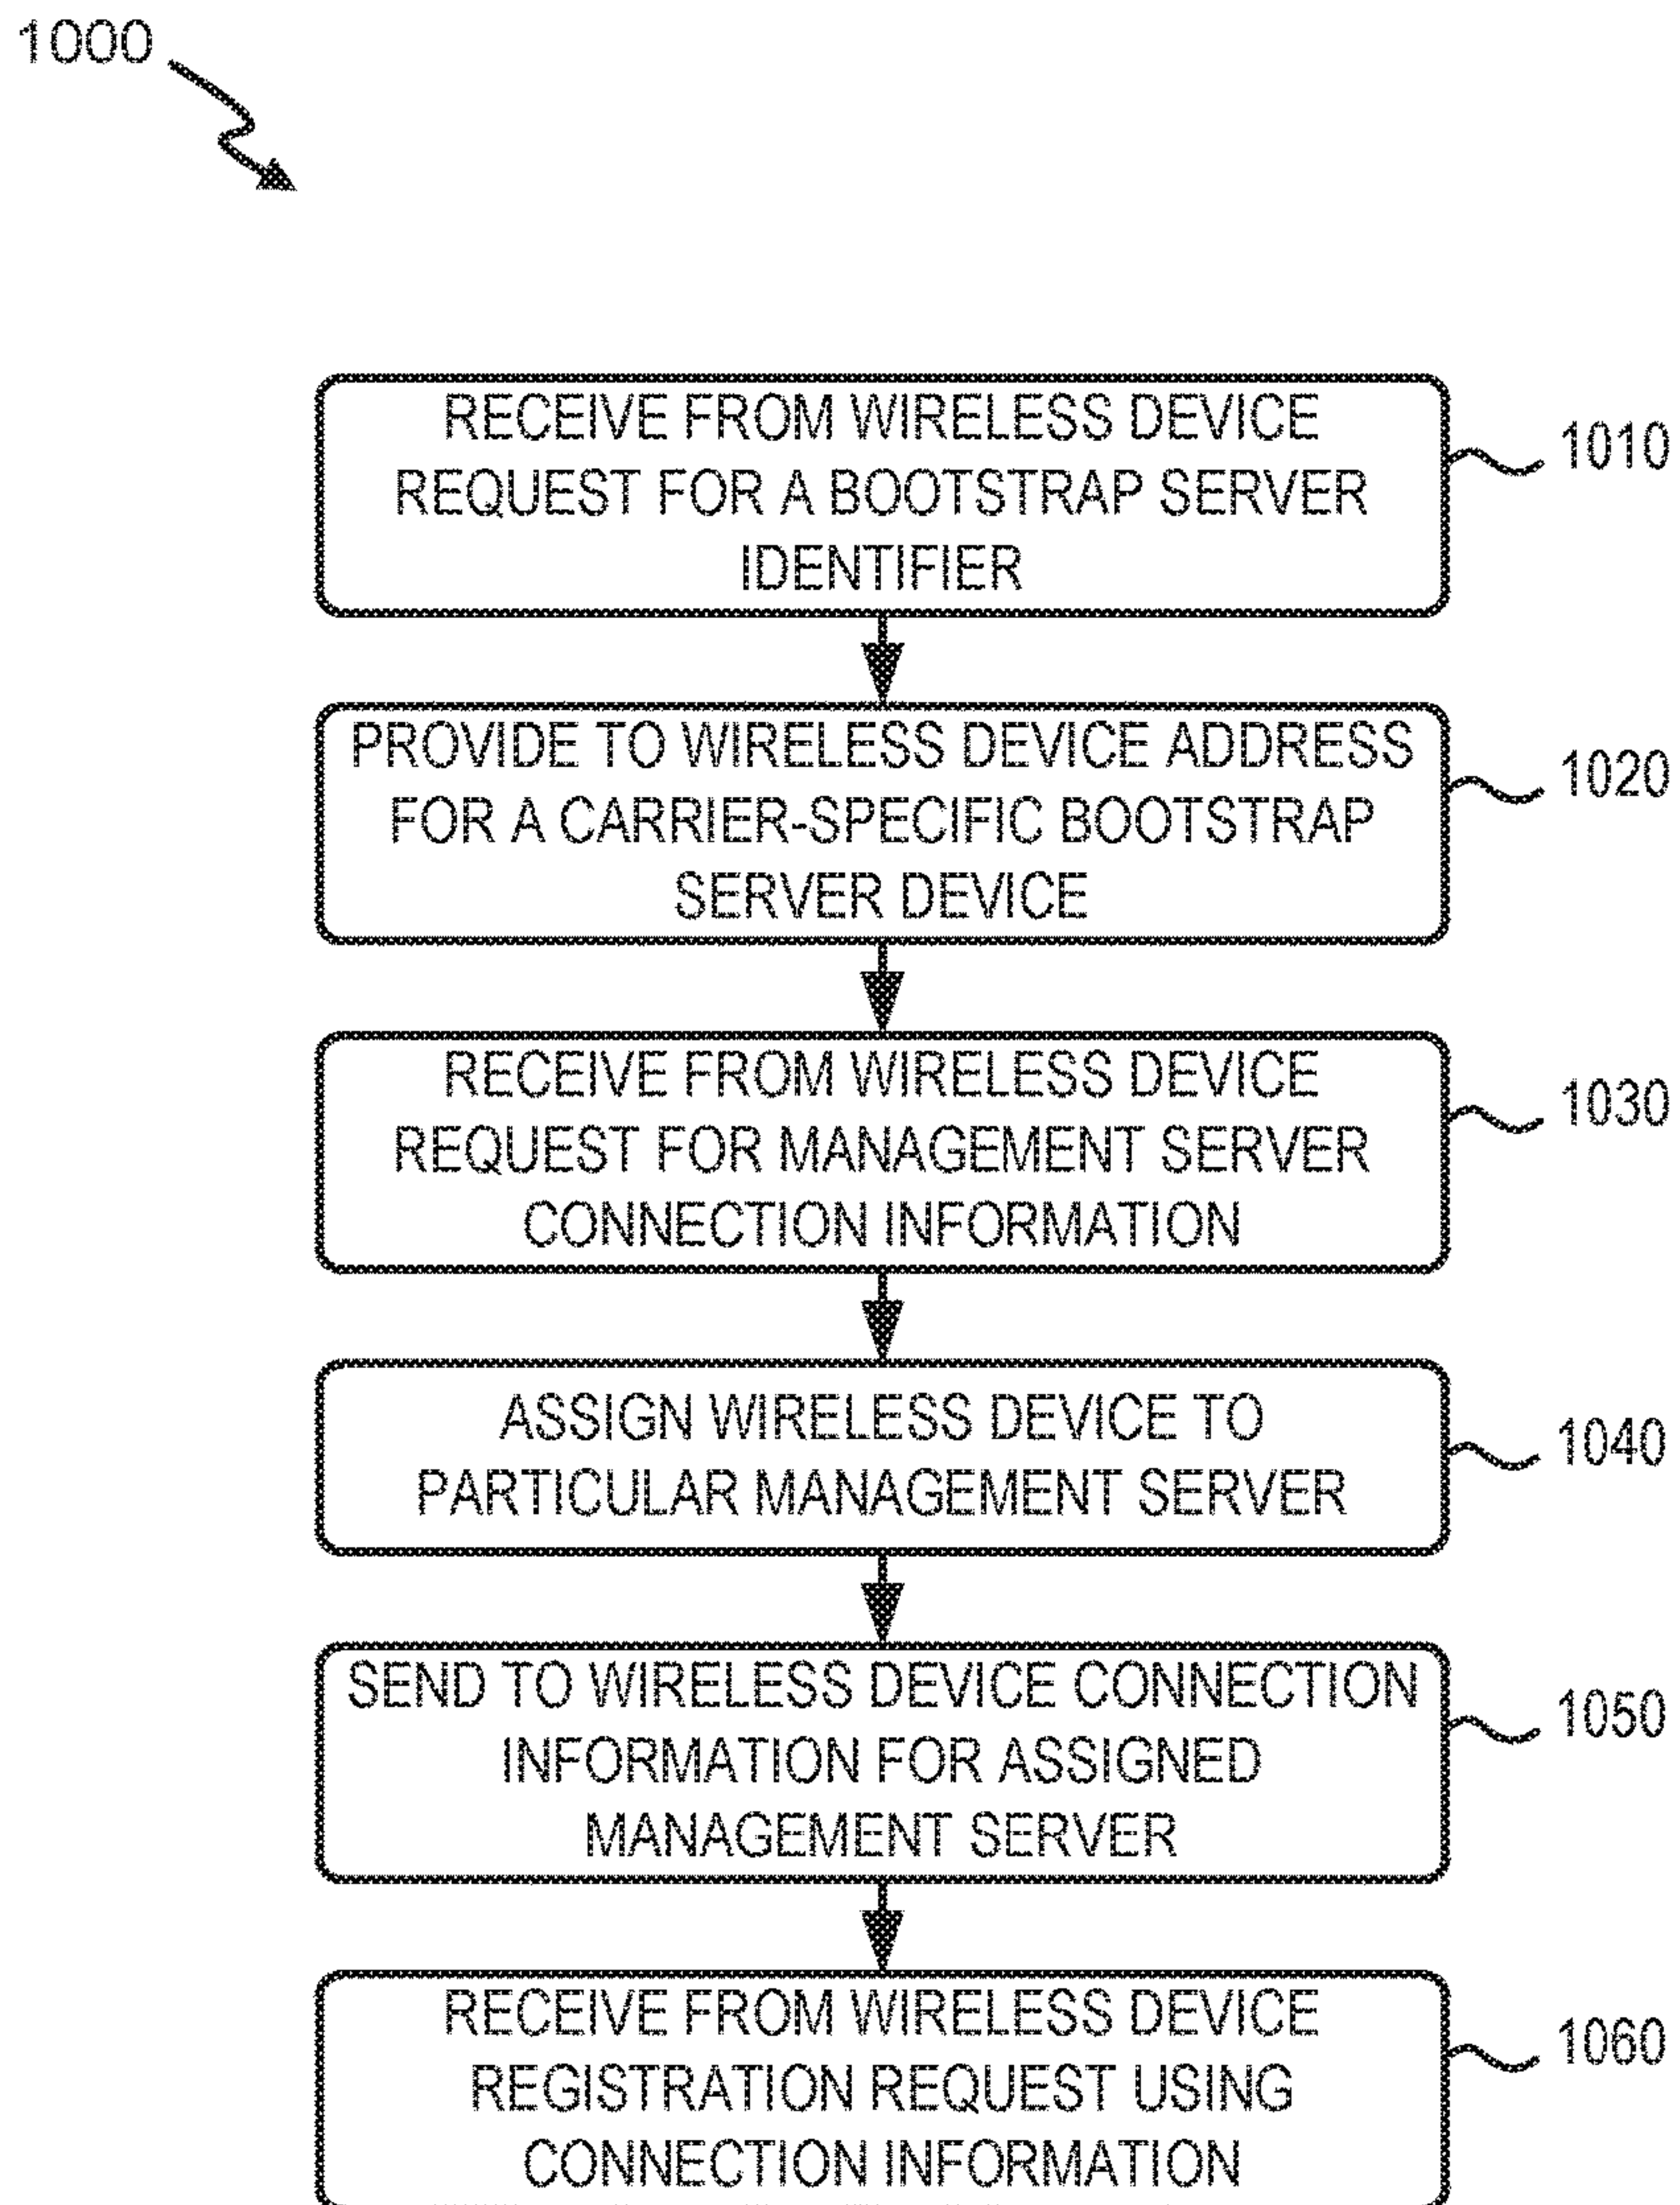 1000
RECEIVE FROM WIRELESS DEVICE
REQUEST FOR A BOOTSTRAP SERVER
IDENTIFIER
1010
PROVIDE TO WIRELESS DEVICE ADDRESS
FOR A CARRIER-SPECIFIC BOOTSTRAP
SERVER DEVICE
1020
RECEIVE FROM WIRELESS DEVICE
REQUEST FOR MANAGEMENT SERVER
CONNECTION INFORMATION
1030
ASSIGN WIRELESS DEVICE TO
PARTICULAR MANAGEMENT SERVER
1040
SEND TO WIRELESS DEVICE CONNECTION
INFORMATION FOR ASSIGNED
MANAGEMENT SERVER
1050
RECEIVE FROM WIRELESS DEVICE
REGISTRATION REQUEST USING
CONNECTION INFORMATION
1060